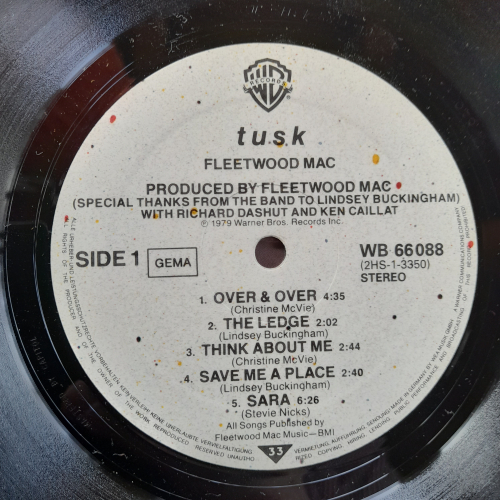 WB
RECORDS
tusk
FLEETWOOD MAC
PRODUCED BY FLEETWOOD MAC
(SPECIAL THANKS FROM THE BAND TO LINDSEY BUCKINGHAM)
WITH RICHARD DASHUT AND KEN CAILLAT
℗ 1979 Warner Bros. Records Inc.
SIDE 1 GEMA
WB 66088
(2HS-1-3350)
STEREO
1. OVER & OVER 4:35
(Christine McVie)
2. THE LEDGE 2:02
(Lindsey Buckingham)
3. THINK ABOUT ME 2:44
(Christine McVie)
4. SAVE ME A PLACE 2:40
(Lindsey Buckingham)
5. SARA 6:26
(Stevie Nicks)
All Songs Published by
Fleetwood Mac Music–BMI
33